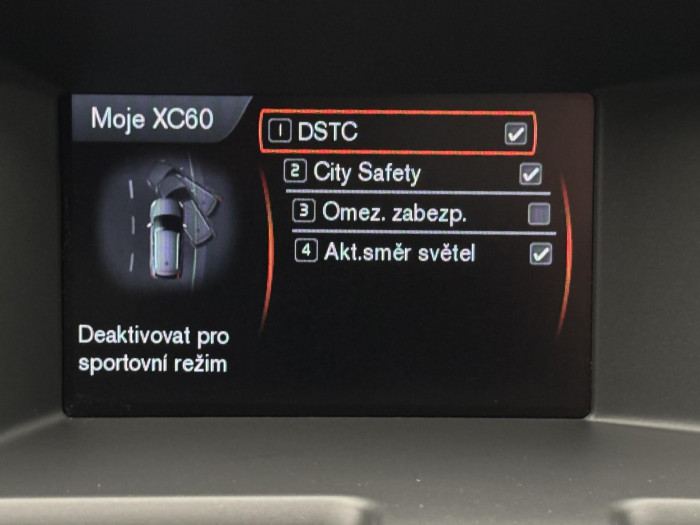 Moje XC60
1 DSTC
2 City Safety
3 Omez. zabezp.
4 Akt.směr světel
Deaktivovat pro
sportovní režim